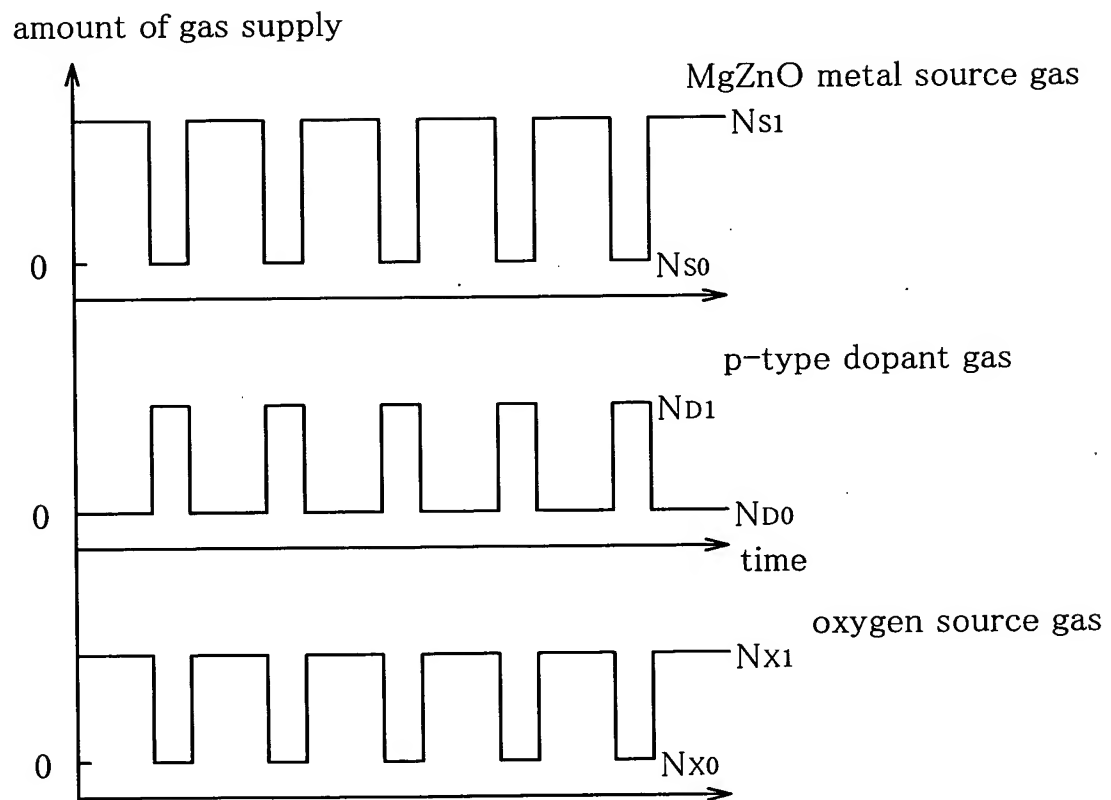 amount of gas supply
MgZnO metal source gas
NS1
0
NS0
p-type dopant gas
ND1
0
ND0
time
oxygen source gas
NX1
0
NX0